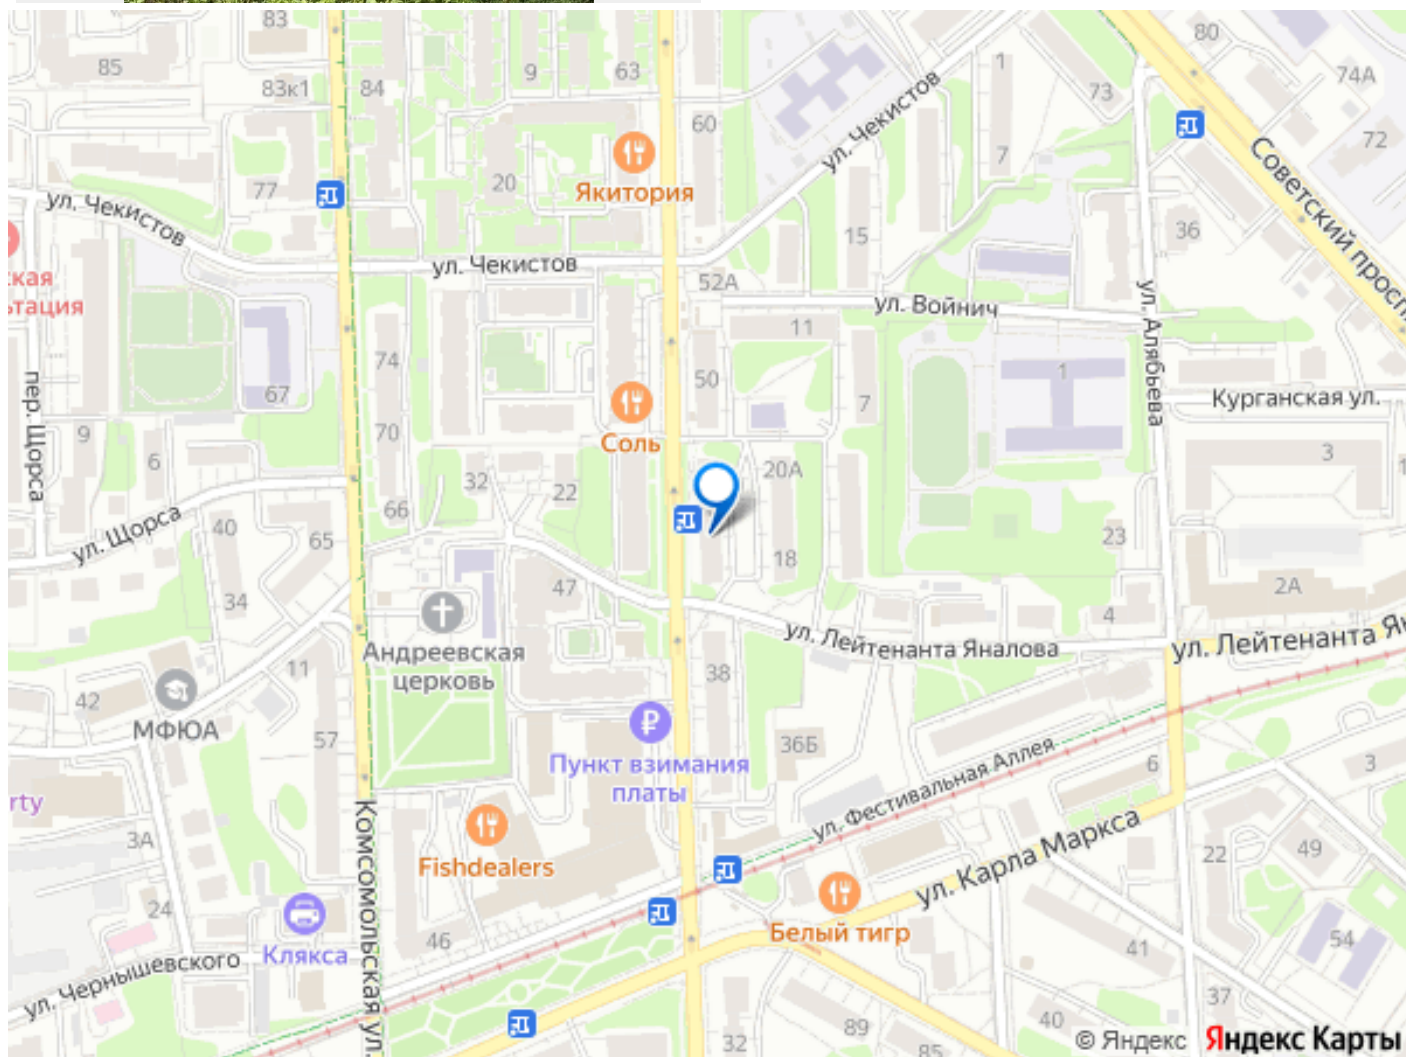 83
80
85
83к1
84
9
63
1
73
74А
60
ул. Чекистов
72
7
Якитория
20
77
ул. Чекистов
Советский просп
36
15
ул. Чекистов
52А
ская
ьтация
ул. Войнич
11
ул. Алябьева
74
50
1
67
пер. Щорса
7
Курганская ул.
Соль
70
9
6
3
1
32
22
20А
66
ул. Щорса
40
65
23
18
47
2А
34
4
ул. Лейтенанта Яналова
ул. Лейтенанта Ян
Андреевская
церковь
11
38
42
МФЮА
57
36Б
Пункт взимания
платы
ул. Фестивальная Аллея
6
3
rty
3А
Комсомольская ул.
Fishdealers
ул. Карла Маркса
22
49
24
Клякса
46
Белый тигр
41
54
ул. Чернышевского
37
32
89
85
40
© Яндекс
Яндекс Карты